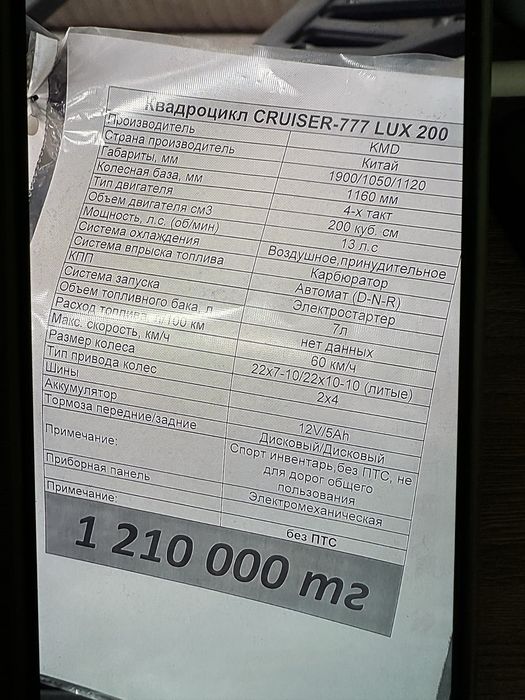 Квадроцикл CRUISER-777 LUX 200
Производитель KMD
Страна производитель Китай
Габариты, мм 1900/1050/1120
Колесная база, мм 1160 мм
Тип двигателя 4-х такт
Объем двигателя см3 200 куб. см
Мощность, л.с. (об/мин) 13 л.с
Система охлаждения Воздушное,принудительное
Система впрыска топлива Карбюратор
КПП Автомат (D-N-R)
Система запуска Электростартер
Объем топливного бака, л 7л
Расход топлива, л/100 км нет данных
Макс. скорость, км/ч 60 км/ч
Размер колеса 22x7-10/22x10-10 (литые)
Тип привода колес 2x4
Шины
Аккумулятор 12V/5Ah
Тормоза передние/задние Дисковый/Дисковый
Примечание: Спорт инвентарь,без ПТС, не
для дорог общего
пользования
Приборная панель Электромеханическая
Примечание:
без ПТС
1 210 000 тг